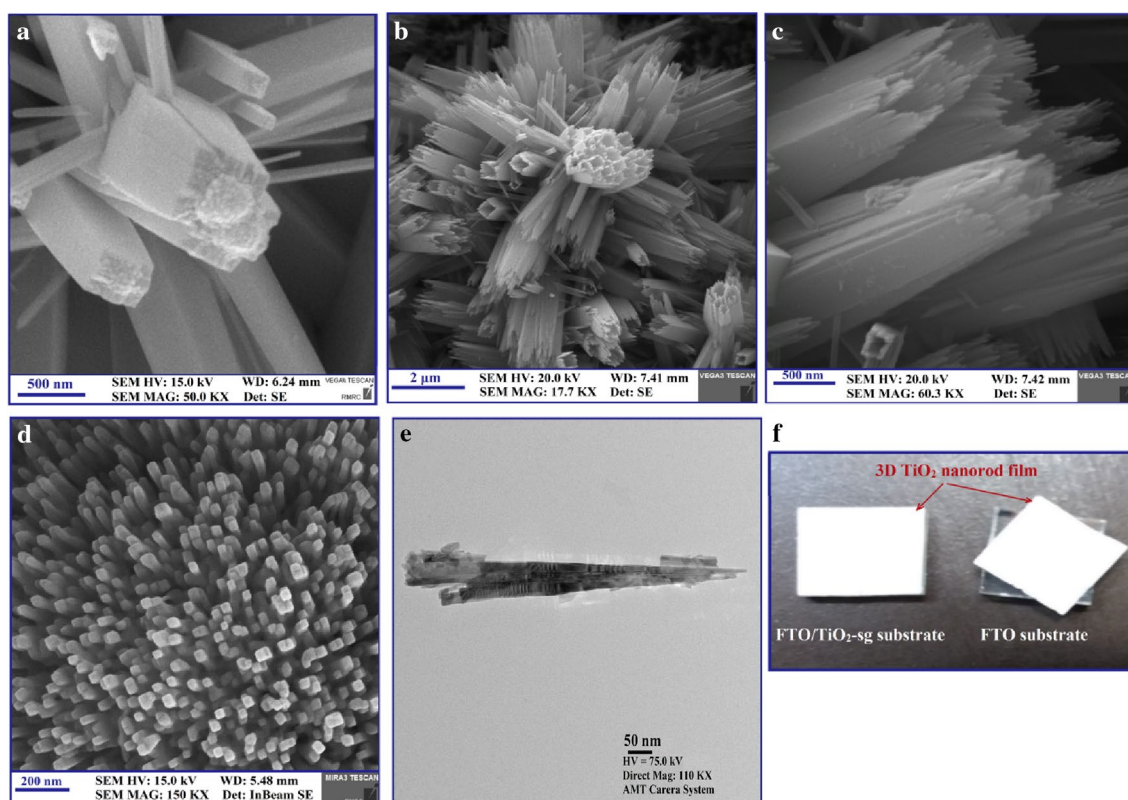 a
500 nm
SEM HV: 15.0 kV WD: 6.24 mm
SEM MAG: 50.0 KX Det: SE
VEGA\\ TESCAN
RMRC
b
2 µm
SEM HV: 20.0 kV WD: 7.41 mm
SEM MAG: 17.7 KX Det: SE
VEGA3 TESCAN
c
500 nm
SEM HV: 20.0 kV WD: 7.42 mm
SEM MAG: 60.3 KX Det: SE
VEGA3 TESCAN
d
200 nm
SEM HV: 15.0 kV WD: 5.48 mm
SEM MAG: 150 KX Det: InBeam SE
MIRA3 TESCAN
e
50 nm
HV = 75.0 kV
Direct Mag: 110 KX
AMT Carera System
f
3D TiO₂ nanorod film
FTO/TiO₂-sg substrate
FTO substrate